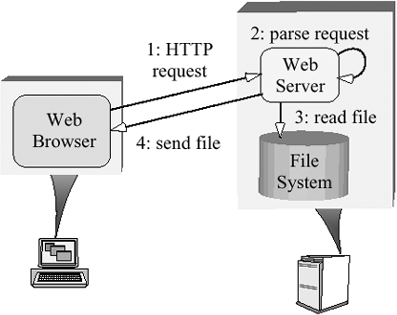 2: parse request
1: HTTP
request
Web
Server
Web
Browser
3: read file
4: send file
File
System